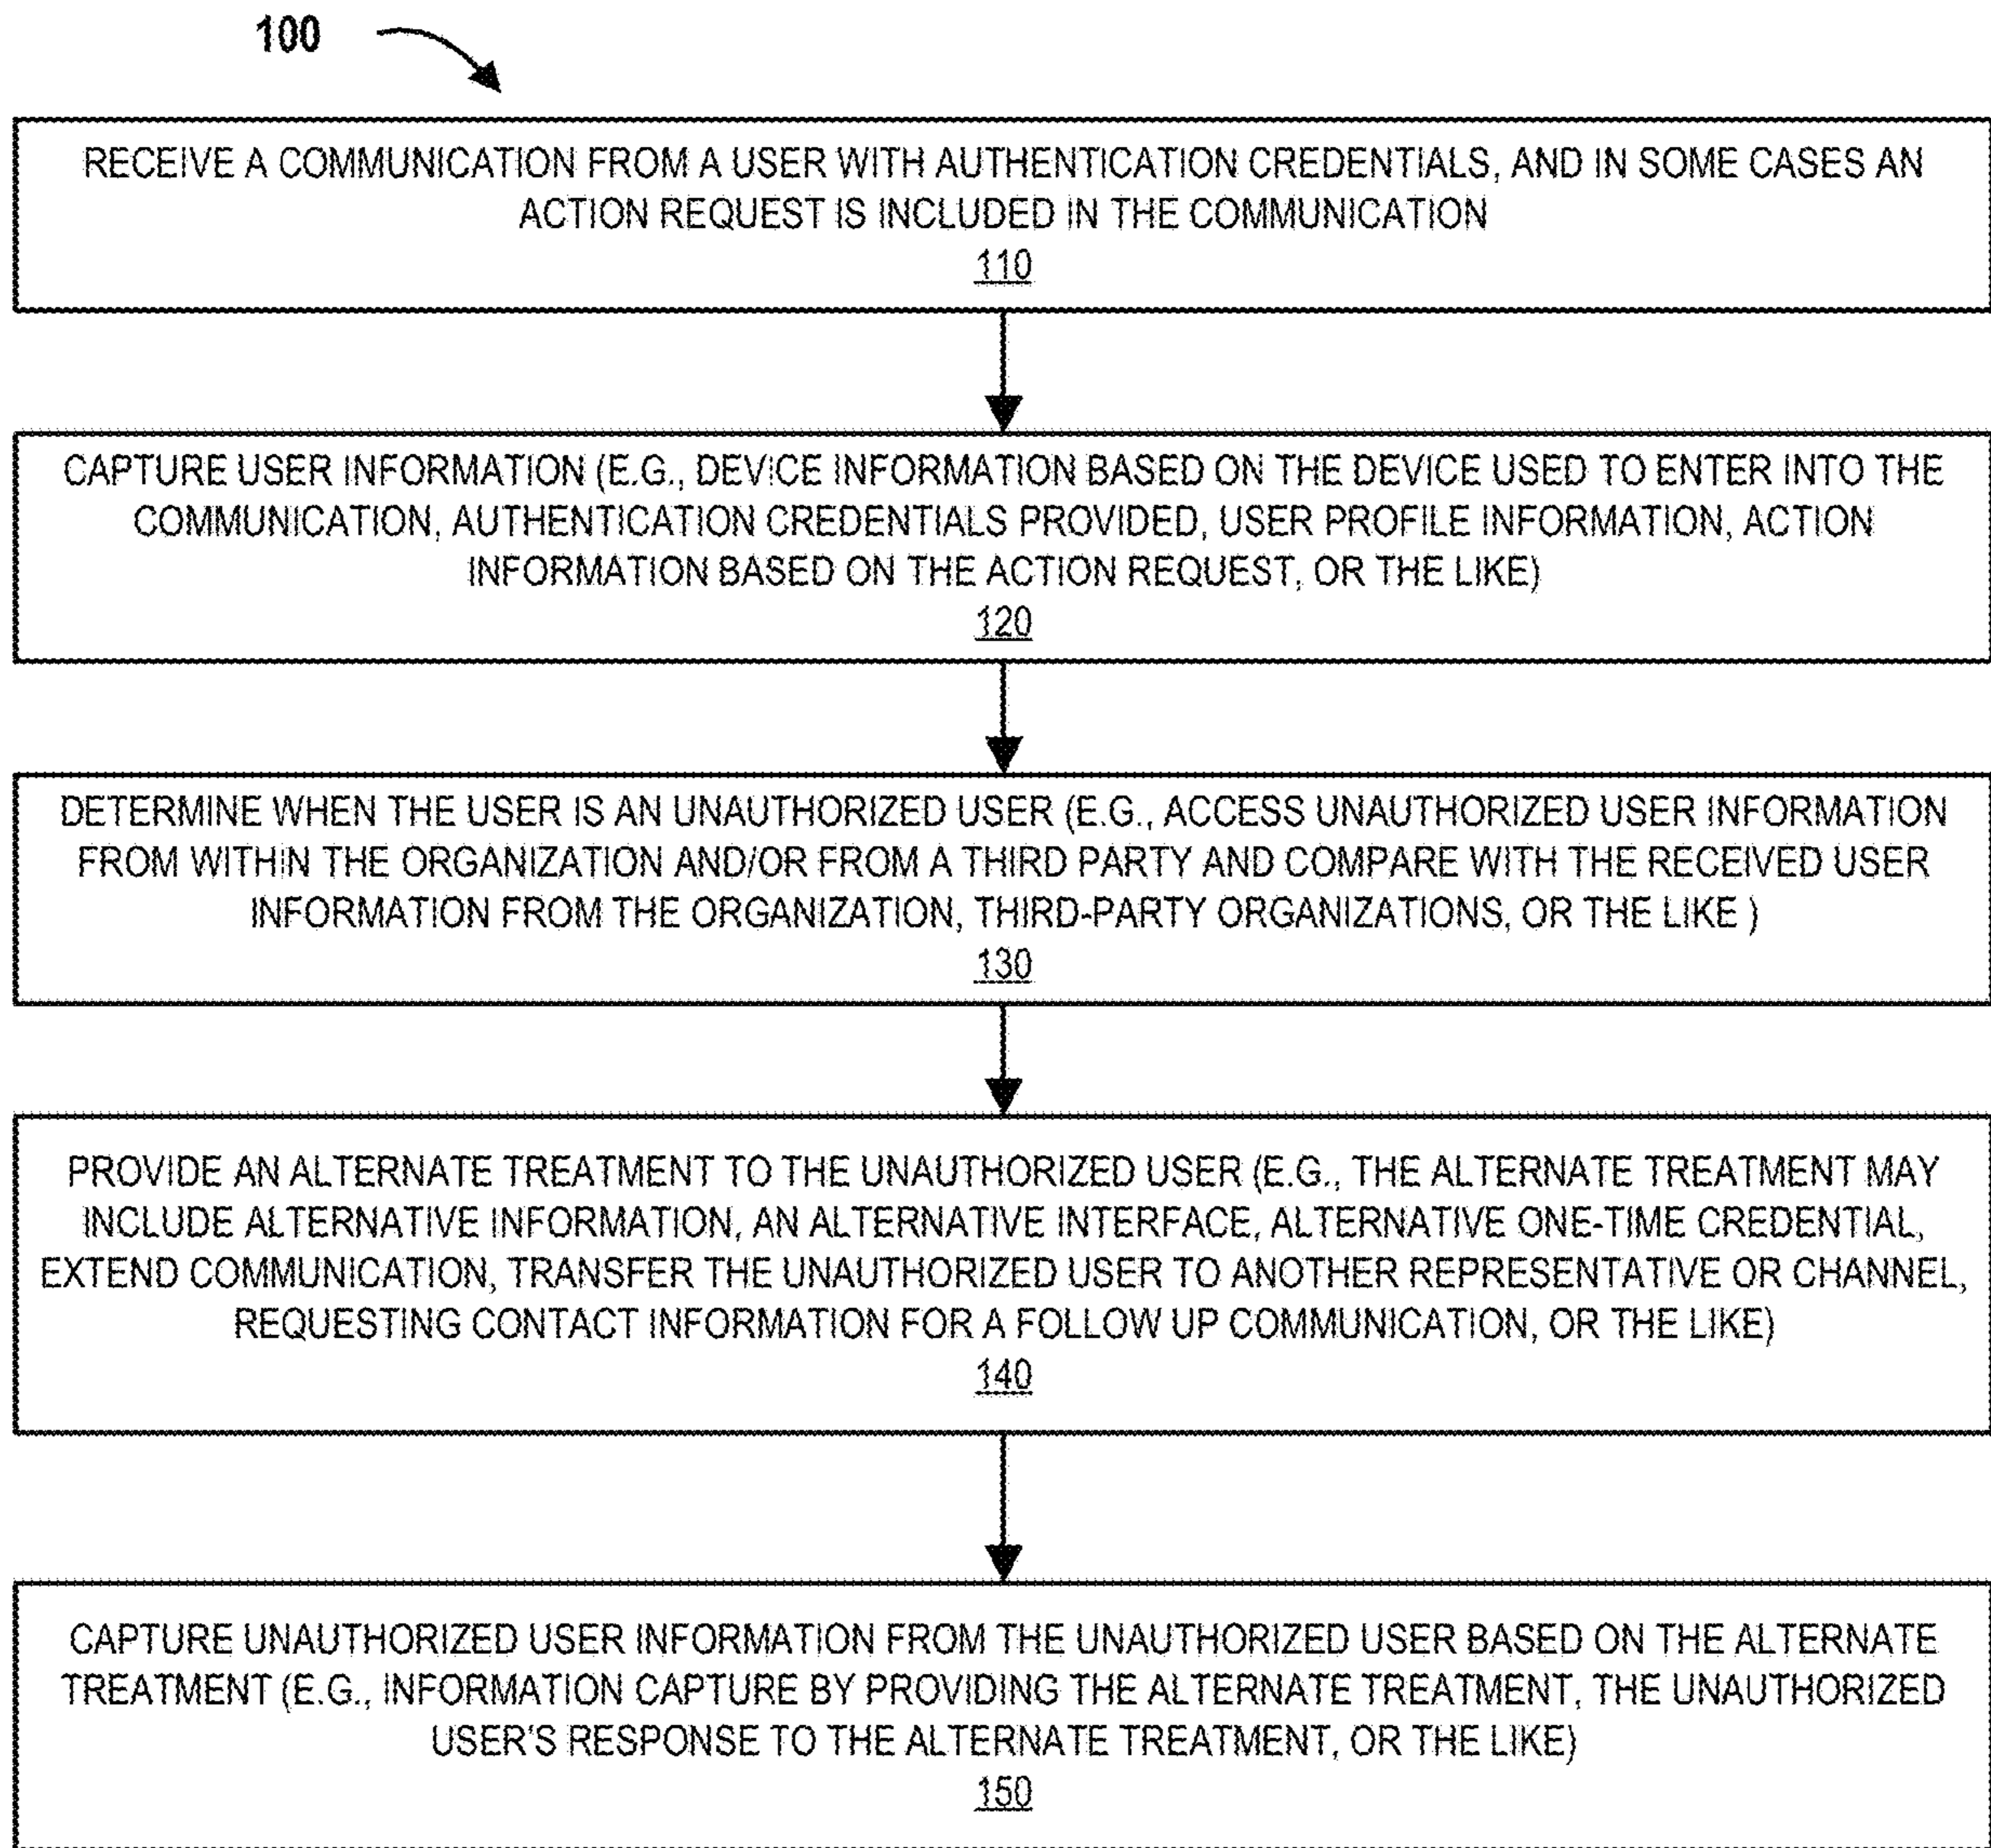 100
RECEIVE A COMMUNICATION FROM A USER WITH AUTHENTICATION CREDENTIALS, AND IN SOME CASES AN
ACTION REQUEST IS INCLUDED IN THE COMMUNICATION
110
CAPTURE USER INFORMATION (E.G., DEVICE INFORMATION BASED ON THE DEVICE USED TO ENTER INTO THE
COMMUNICATION, AUTHENTICATION CREDENTIALS PROVIDED, USER PROFILE INFORMATION, ACTION
INFORMATION BASED ON THE ACTION REQUEST, OR THE LIKE)
120
DETERMINE WHEN THE USER IS AN UNAUTHORIZED USER (E.G., ACCESS UNAUTHORIZED USER INFORMATION
FROM WITHIN THE ORGANIZATION AND/OR FROM A THIRD PARTY AND COMPARE WITH THE RECEIVED USER
INFORMATION FROM THE ORGANIZATION, THIRD-PARTY ORGANIZATIONS, OR THE LIKE )
130
PROVIDE AN ALTERNATE TREATMENT TO THE UNAUTHORIZED USER (E.G., THE ALTERNATE TREATMENT MAY
INCLUDE ALTERNATIVE INFORMATION, AN ALTERNATIVE INTERFACE, ALTERNATIVE ONE-TIME CREDENTIAL,
EXTEND COMMUNICATION, TRANSFER THE UNAUTHORIZED USER TO ANOTHER REPRESENTATIVE OR CHANNEL,
REQUESTING CONTACT INFORMATION FOR A FOLLOW UP COMMUNICATION, OR THE LIKE)
140
CAPTURE UNAUTHORIZED USER INFORMATION FROM THE UNAUTHORIZED USER BASED ON THE ALTERNATE
TREATMENT (E.G., INFORMATION CAPTURE BY PROVIDING THE ALTERNATE TREATMENT, THE UNAUTHORIZED
USER'S RESPONSE TO THE ALTERNATE TREATMENT, OR THE LIKE)
150